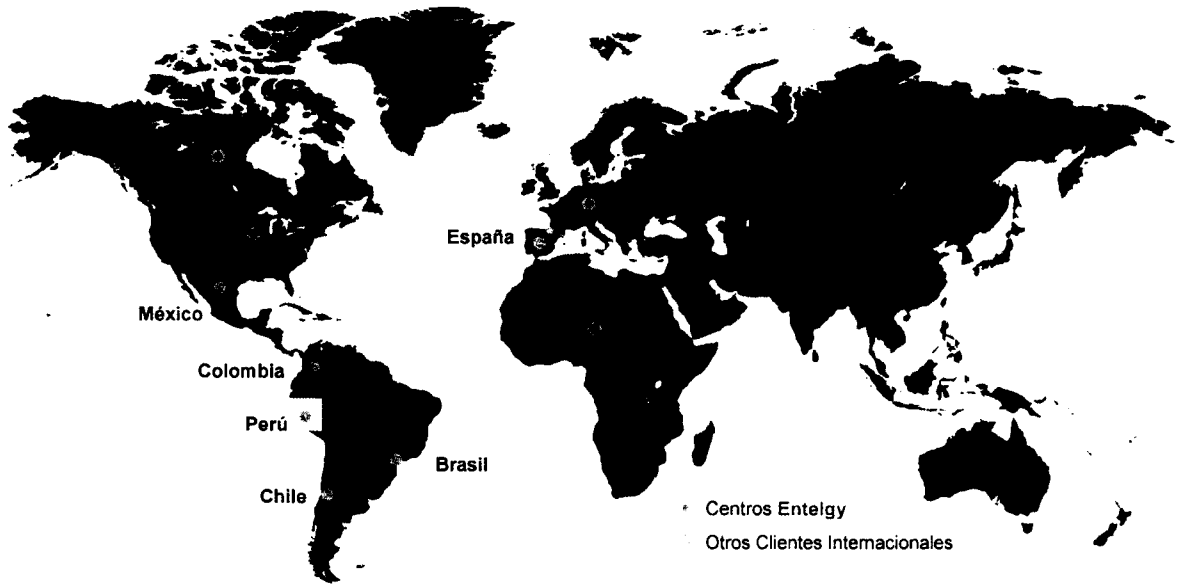 España
México
Colombia
Perú
Brasil
Chile
Centros Entelgy
Otros Clientes Internacionales